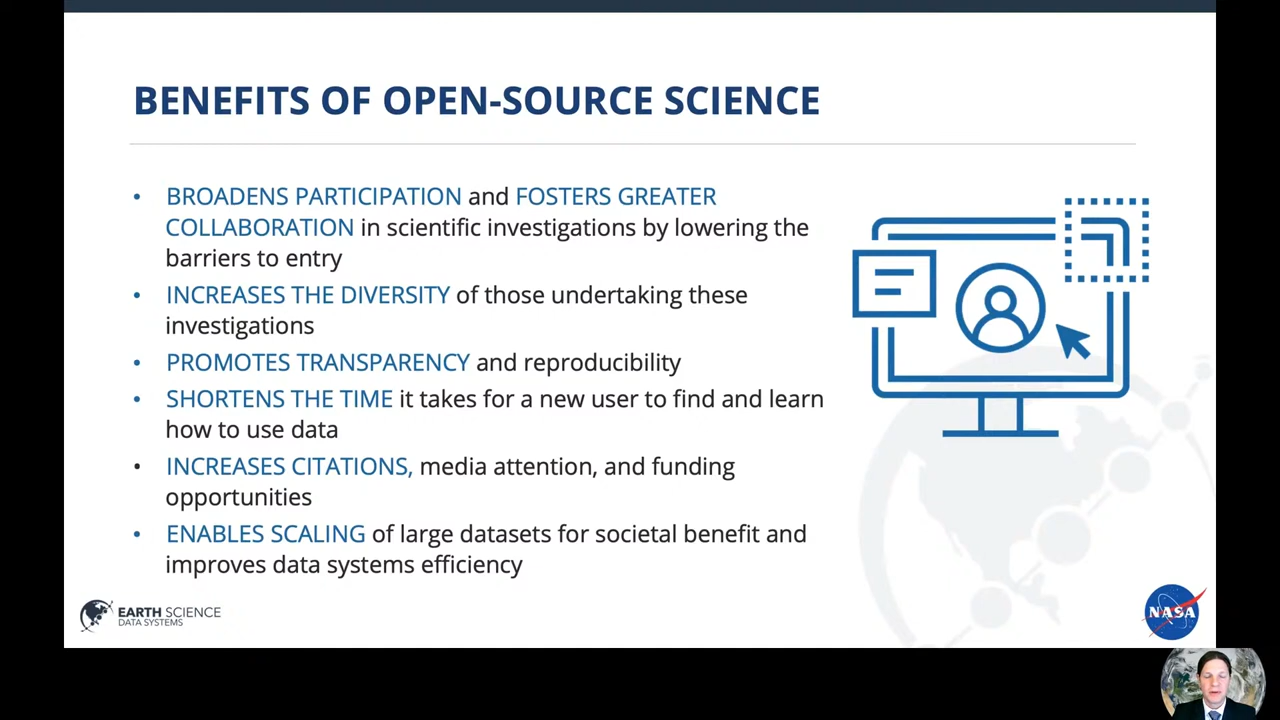 BENEFITS OF OPEN-SOURCE SCIENCE
• BROADENS PARTICIPATION and FOSTERS GREATER
COLLABORATION in scientific investigations by lowering the
barriers to entry
• INCREASES THE DIVERSITY of those undertaking these
investigations
• PROMOTES TRANSPARENCY and reproducibility
• SHORTENS THE TIME it takes for a new user to find and learn
how to use data
• INCREASES CITATIONS, media attention, and funding
opportunities
• ENABLES SCALING of large datasets for societal benefit and
improves data systems efficiency
EARTH SCIENCE
DATA SYSTEMS
NASA